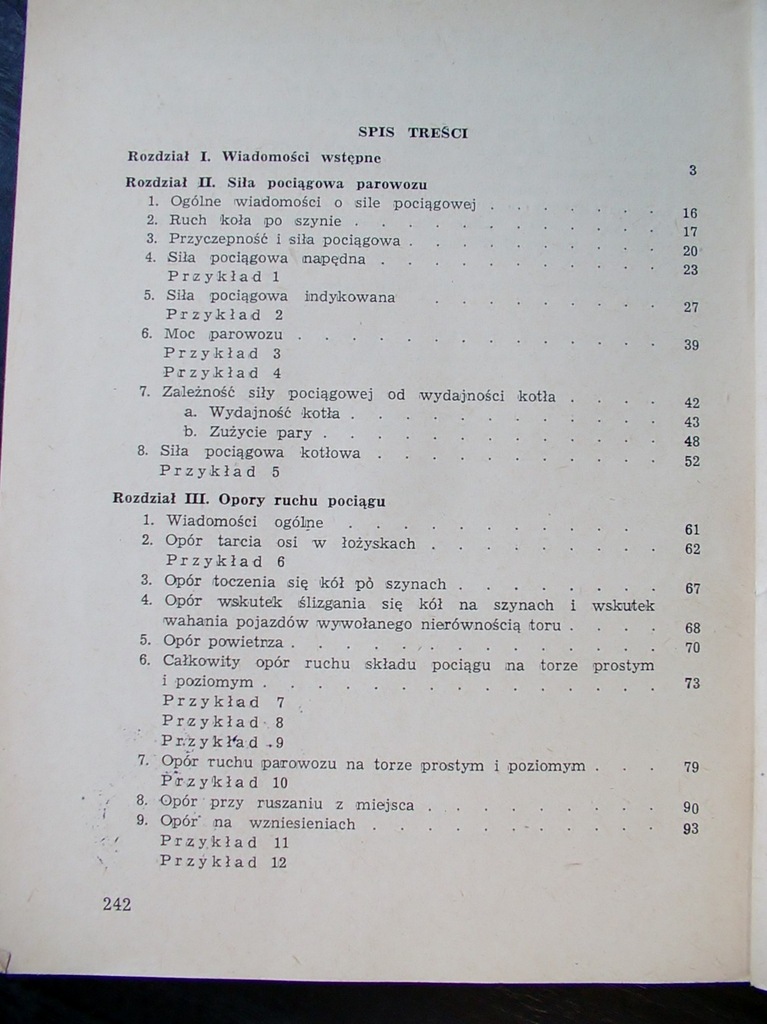 SPIS TREŚCI
Rozdział I. Wiadomości wstępne 3
Rozdział II. Siła pociągowa parowozu
1. Ogólne wiadomości o sile pociągowej . . . . . . . 16
2. Ruch koła po szynie . . . . . . . . . . . . 17
3. Przyczepność i siła pociągowa . . . . . . . . . . 20
4. Siła pociągowa napędna . . . . . . . . . . . 23
Przykład 1
5. Siła pociągowa indykowana . . . . . . . . . 27
Przykład 2
6. Moc parowozu . . . . . . . . . . . . . . 39
Przykład 3
Przykład 4
7. Zależność siły pociągowej od wydajności kotła . . . . 42
a. Wydajność kotła . . . . . . . . . . . . 43
b. Zużycie pary . . . . . . . . . . . . . 48
8. Siła pociągowa kotłowa . . . . . . . . . . . 52
Przykład 5
Rozdział III. Opory ruchu pociągu
1. Wiadomości ogólne . . . . . . . . . . . 61
2. Opór tarcia osi w łożyskach . . . . . . . . . 62
Przykład 6
3. Opór toczenia się kół po szynach . . . . . . . . 67
4. Opór wskutek ślizgania się kół na szynach i wskutek
wahania pojazdów wywołanego nierównością toru . . . . 68
5. Opór powietrza . . . . . . . . . . . . . . 70
6. Całkowity opór ruchu składu pociągu na torze prostym
i poziomym . . . . . . . . . . . . . . . 73
Przykład 7
Przykład 8
Przykład 9
7. Opór ruchu parowozu na torze prostym i poziomym . . . 79
Przykład 10
8. Opór przy ruszaniu z miejsca . . . . . . . . . 90
9. Opór na wzniesieniach . . . . . . . . . . . 93
Przykład 11
Przykład 12
242